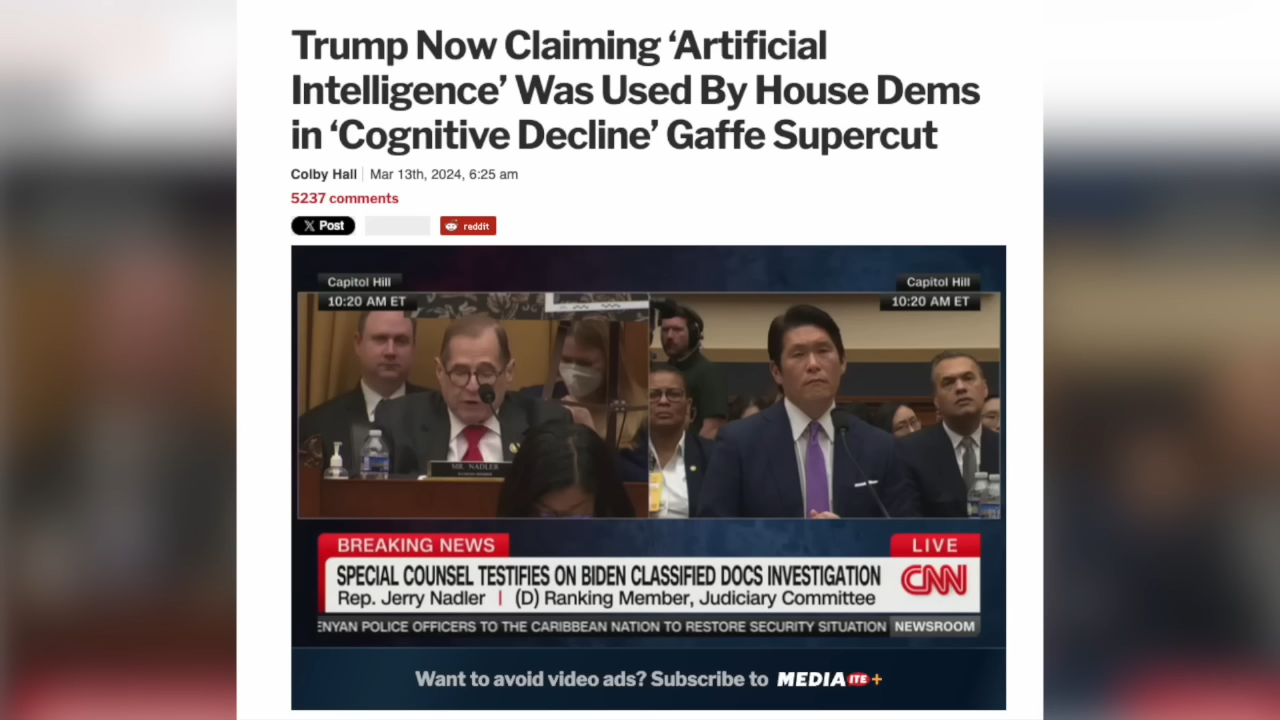 Trump Now Claiming ‘Artificial
Intelligence’ Was Used By House Dems
in ‘Cognitive Decline’ Gaffe Supercut
Colby Hall | Mar 13th, 2024, 6:25 am
5237 comments
X Post
reddit
Capitol Hill
10:20 AM ET
Capitol Hill
10:20 AM ET
MR. NADLER
BREAKING NEWS
LIVE
SPECIAL COUNSEL TESTIFIES ON BIDEN CLASSIFIED DOCS INVESTIGATION
Rep. Jerry Nadler | (D) Ranking Member, Judiciary Committee
CNN
ENYAN POLICE OFFICERS TO THE CARIBBEAN NATION TO RESTORE SECURITY SITUATION NEWSROOM
Want to avoid video ads? Subscribe to MEDIAITE+